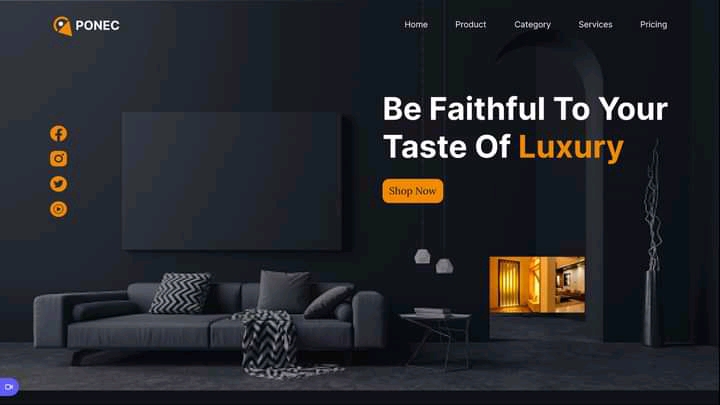 PONEC
Home Product Category Services Pricing
Be Faithful To Your
Taste Of Luxury
Shop Now